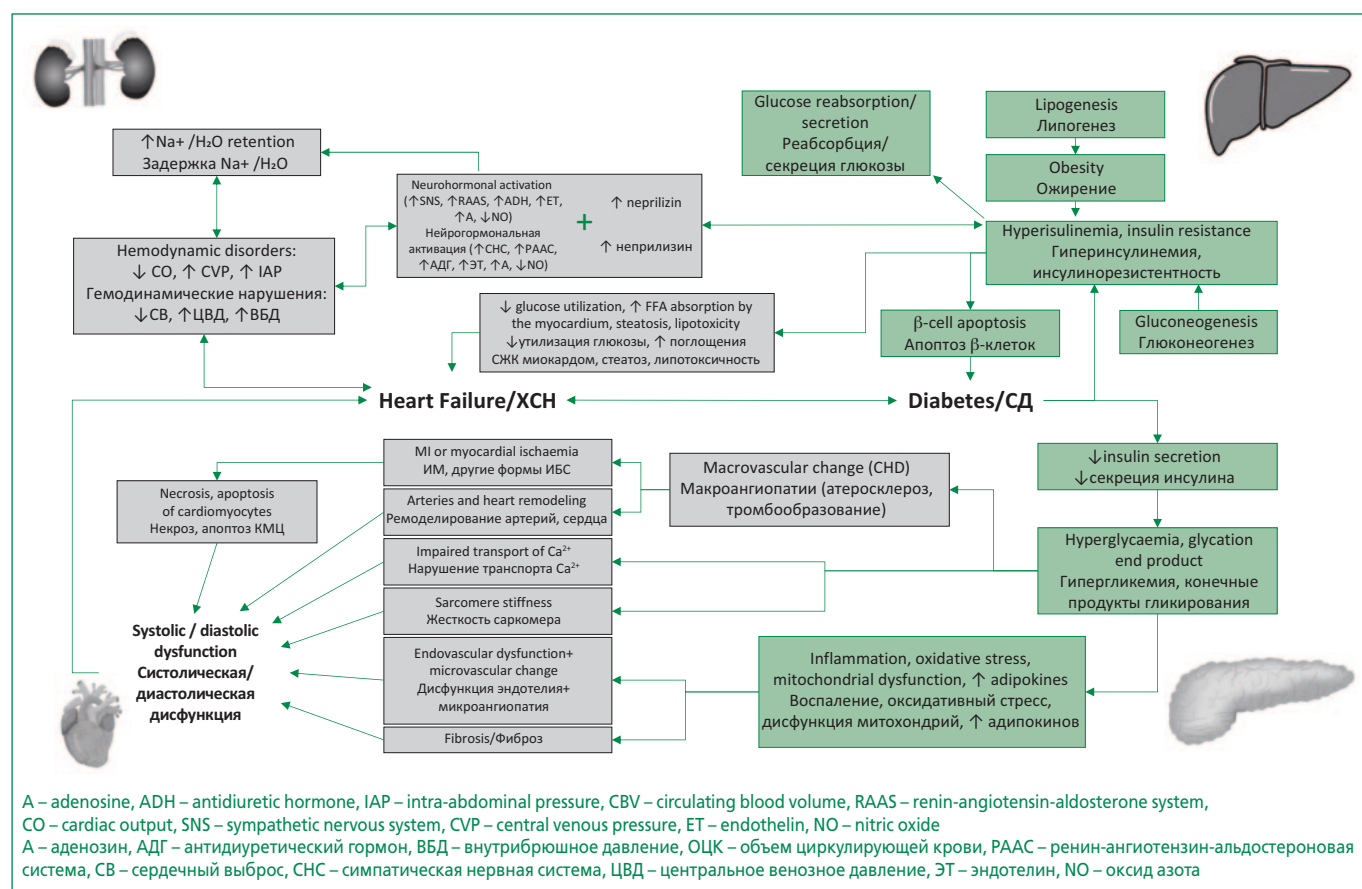 Glucose reabsorption/
secretion
Реабсорбция/
секреция глюкозы
Lipogenesis
Липогенез
Obesity
Ожирение
↑Na+ /H₂O retention
Задержка Na+ /H₂O
Neurohormonal activation
(↑SNS, ↑RAAS, ↑ADH, ↑ET,
↑A, ↓NO)
Нейрогормональная
активация (↑СНС, ↑РААС,
↑АДГ, ↑ЭТ, ↑А, ↓NO)
+
↑ neprilizin
↑ неприлизин
Hyperisulinemia, insulin resistance
Гиперинсулинемия,
инсулинорезистентность
Hemodynamic disorders:
↓ CO, ↑ CVP, ↑ IAP
Гемодинамические нарушения:
↓СВ, ↑ЦВД, ↑ВБД
↓ glucose utilization, ↑ FFA absorption by
the myocardium, steatosis, lipotoxicity
↓утилизация глюкозы, ↑ поглощения
СЖК миокардом, стеатоз, липотоксичность
β-cell apoptosis
Апоптоз β-клеток
Gluconeogenesis
Глюконеогенез
Heart Failure/ХСН
Diabetes/СД
MI or myocardial ischaemia
ИМ, другие формы ИБС
Macrovascular change (CHD)
Макроангиопатии (атеросклероз,
тромбообразование)
↓insulin secretion
↓секреция инсулина
Necrosis, apoptosis
of cardiomyocytes
Некроз, апоптоз КМЦ
Arteries and heart remodeling
Ремоделирование артерий, сердца
Impaired transport of Ca²⁺
Нарушение транспорта Ca²⁺
Hyperglycaemia, glycation
end product
Гипергликемия, конечные
продукты гликирования
Sarcomere stiffness
Жесткость саркомера
Systolic / diastolic
dysfunction
Систолическая/
диастолическая
дисфункция
Endovascular dysfunction+
microvascular change
Дисфункция эндотелия+
микроангиопатия
Inflammation, oxidative stress,
mitochondrial dysfunction, ↑ adipokines
Воспаление, оксидативный стресс,
дисфункция митохондрий, ↑ адипокинов
Fibrosis/Фиброз
A – adenosine, ADH – antidiuretic hormone, IAP – intra-abdominal pressure, CBV – circulating blood volume, RAAS – renin-angiotensin-aldosterone system,
CO – cardiac output, SNS – sympathetic nervous system, CVP – central venous pressure, ET – endothelin, NO – nitric oxide
А – аденозин, АДГ – антидиуретический гормон, ВБД – внутрибрюшное давление, ОЦК – объем циркулирующей крови, РААС – ренин-ангиотензин-альдостероновая
система, СВ – сердечный выброс, СНС – симпатическая нервная система, ЦВД – центральное венозное давление, ЭТ – эндотелин, NO – оксид азота